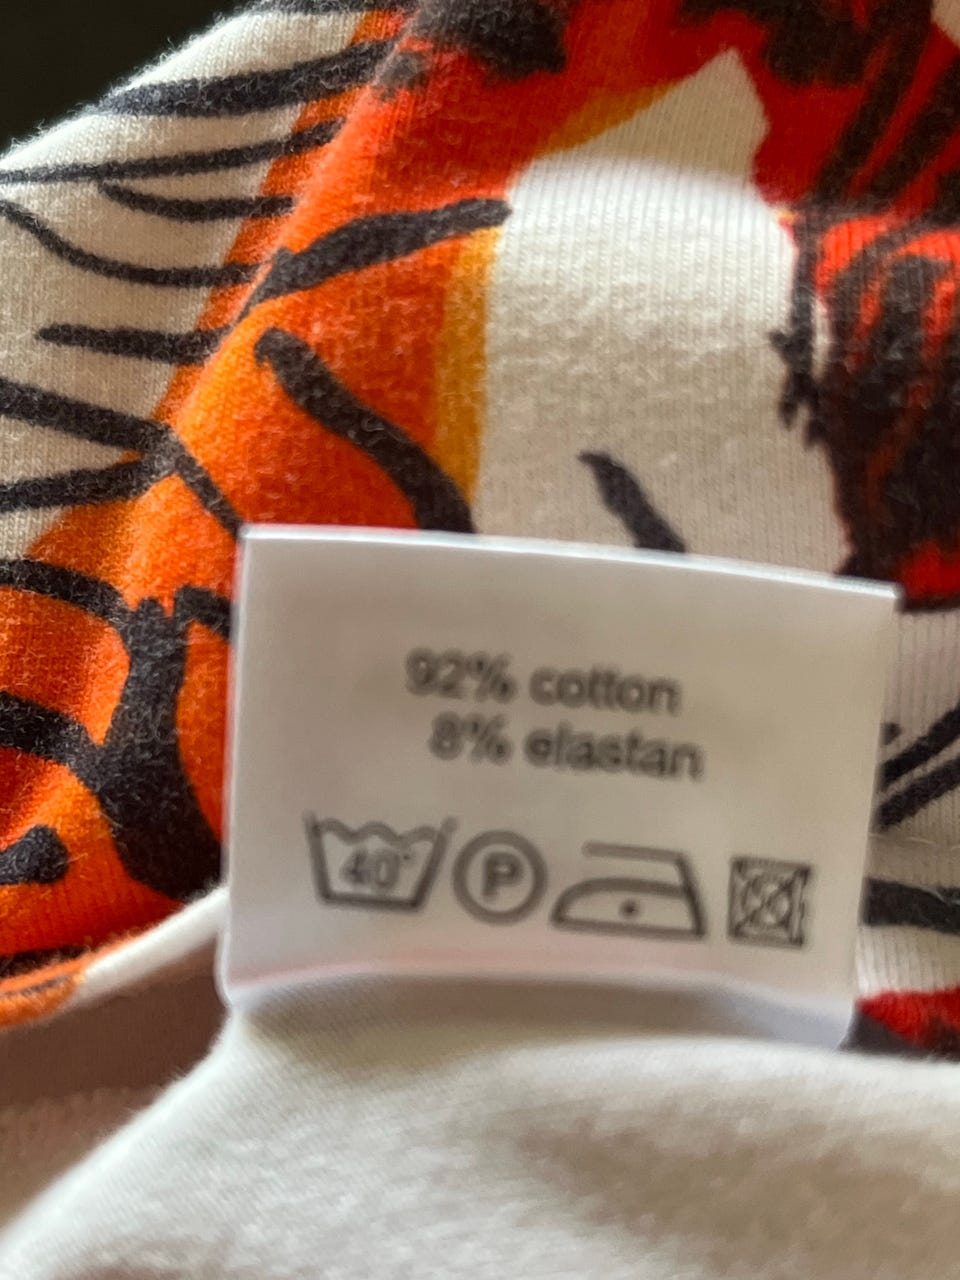 92% cotton
8% elastan
40° P